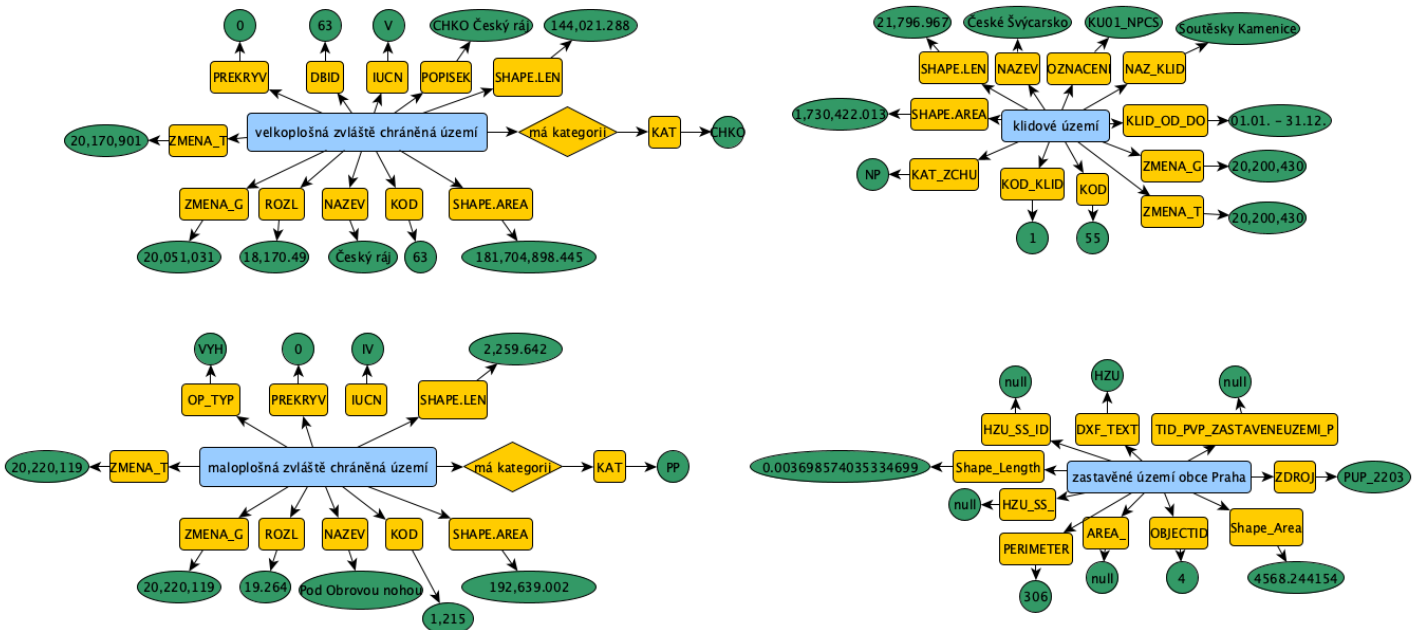 0
63
V
CHKO Český ráj
144,021.288
PREKRYV
DBID
IUCN
POPISEK
SHAPE.LEN
20,170,901
ZMENA_T
velkoplošná zvláště chráněná území
má kategorii
KAT
CHKO
ZMENA_G
ROZL
NAZEV
KOD
SHAPE.AREA
20,051,031
18,170.49
Český ráj
63
181,704,898.445
21,796.967
České Švýcarsko
KU01_NPCS
Soutěsky Kamenice
SHAPE.LEN
NAZEV
OZNACENI
NAZ_KLID
1,730,422.013
SHAPE.AREA
klidové území
KLID_OD_DO
01.01. - 31.12.
NP
KAT_ZCHU
KOD_KLID
KOD
ZMENA_G
20,200,430
ZMENA_T
20,200,430
1
55
VYH
0
IV
2,259.642
OP_TYP
PREKRYV
IUCN
SHAPE.LEN
20,220,119
ZMENA_T
maloplošná zvláště chráněná území
má kategorii
KAT
PP
ZMENA_G
ROZL
NAZEV
KOD
SHAPE.AREA
20,220,119
19.264
Pod Obrovou nohou
1,215
192,639.002
null
HZU
null
HZU_SS_ID
DXF_TEXT
TID_PVP_ZASTAVENEUZEMI_P
0.003698574035334699
Shape_Length
zastavěné území obce Praha
ZDROJ
PUP_2203
null
HZU_SS_
PERIMETER
AREA_
OBJECTID
Shape_Area
306
null
4
4568.244154